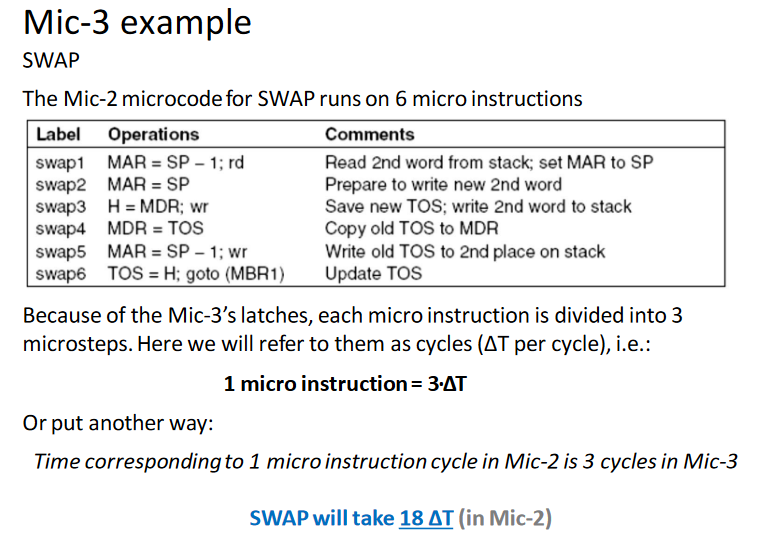 Mic-3 example
SWAP
The Mic-2 microcode for SWAP runs on 6 micro instructions
Label Operations Comments
swap1 MAR = SP – 1; rd Read 2nd word from stack; set MAR to SP
swap2 MAR = SP Prepare to write new 2nd word
swap3 H = MDR; wr Save new TOS; write 2nd word to stack
swap4 MDR = TOS Copy old TOS to MDR
swap5 MAR = SP – 1; wr Write old TOS to 2nd place on stack
swap6 TOS = H; goto (MBR1) Update TOS
Because of the Mic-3’s latches, each micro instruction is divided into 3
microsteps. Here we will refer to them as cycles (ΔT per cycle), i.e.:
1 micro instruction = 3·ΔT
Or put another way:
Time corresponding to 1 micro instruction cycle in Mic-2 is 3 cycles in Mic-3
SWAP will take 18 ΔT (in Mic-2)